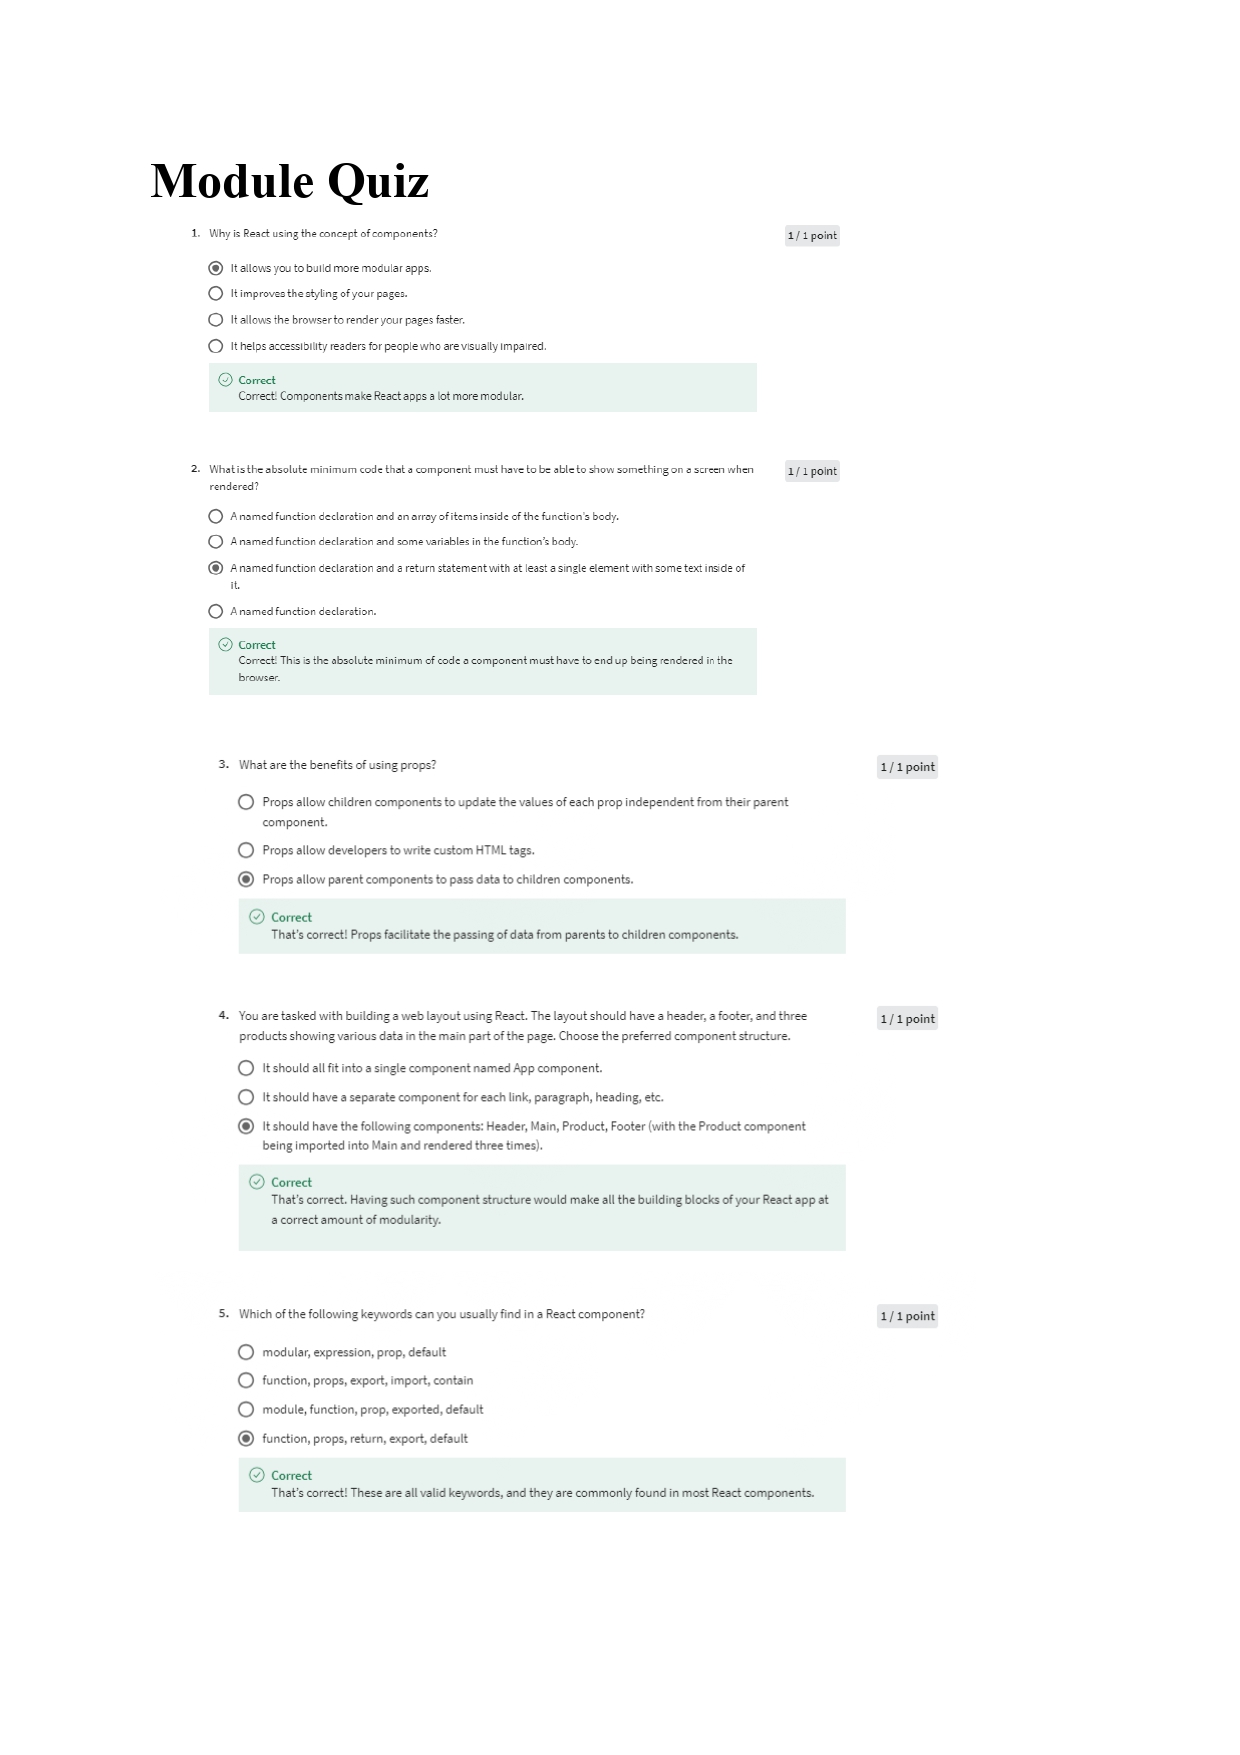 Module Quiz
1. Why is React using the concept of components?
1 / 1 point
It allows you to build more modular apps.
It improves the styling of your pages.
It allows the browser to render your pages faster.
It helps accessibility readers for people who are visually impaired.
Correct
Correct! Components make React apps a lot more modular.
2. What is the absolute minimum code that a component must have to be able to show something on a screen when
rendered?
1 / 1 point
A named function declaration and an array of items inside of the function's body.
A named function declaration and some variables in the function's body.
A named function declaration and a return statement with at least a single element with some text inside of
it.
A named function declaration.
Correct
Correct! This is the absolute minimum of code a component must have to end up being rendered in the
browser.
3. What are the benefits of using props?
1 / 1 point
Props allow children components to update the values of each prop independent from their parent
component.
Props allow developers to write custom HTML tags.
Props allow parent components to pass data to children components.
Correct
That's correct! Props facilitate the passing of data from parents to children components.
4. You are tasked with building a web layout using React. The layout should have a header, a footer, and three
products showing various data in the main part of the page. Choose the preferred component structure.
1 / 1 point
It should all fit into a single component named App component.
It should have a separate component for each link, paragraph, heading, etc.
It should have the following components: Header, Main, Product, Footer (with the Product component
being imported into Main and rendered three times).
Correct
That's correct. Having such component structure would make all the building blocks of your React app at
a correct amount of modularity.
5. Which of the following keywords can you usually find in a React component?
1 / 1 point
modular, expression, prop, default
function, props, export, import, contain
module, function, prop, exported, default
function, props, return, export, default
Correct
That's correct! These are all valid keywords, and they are commonly found in most React components.